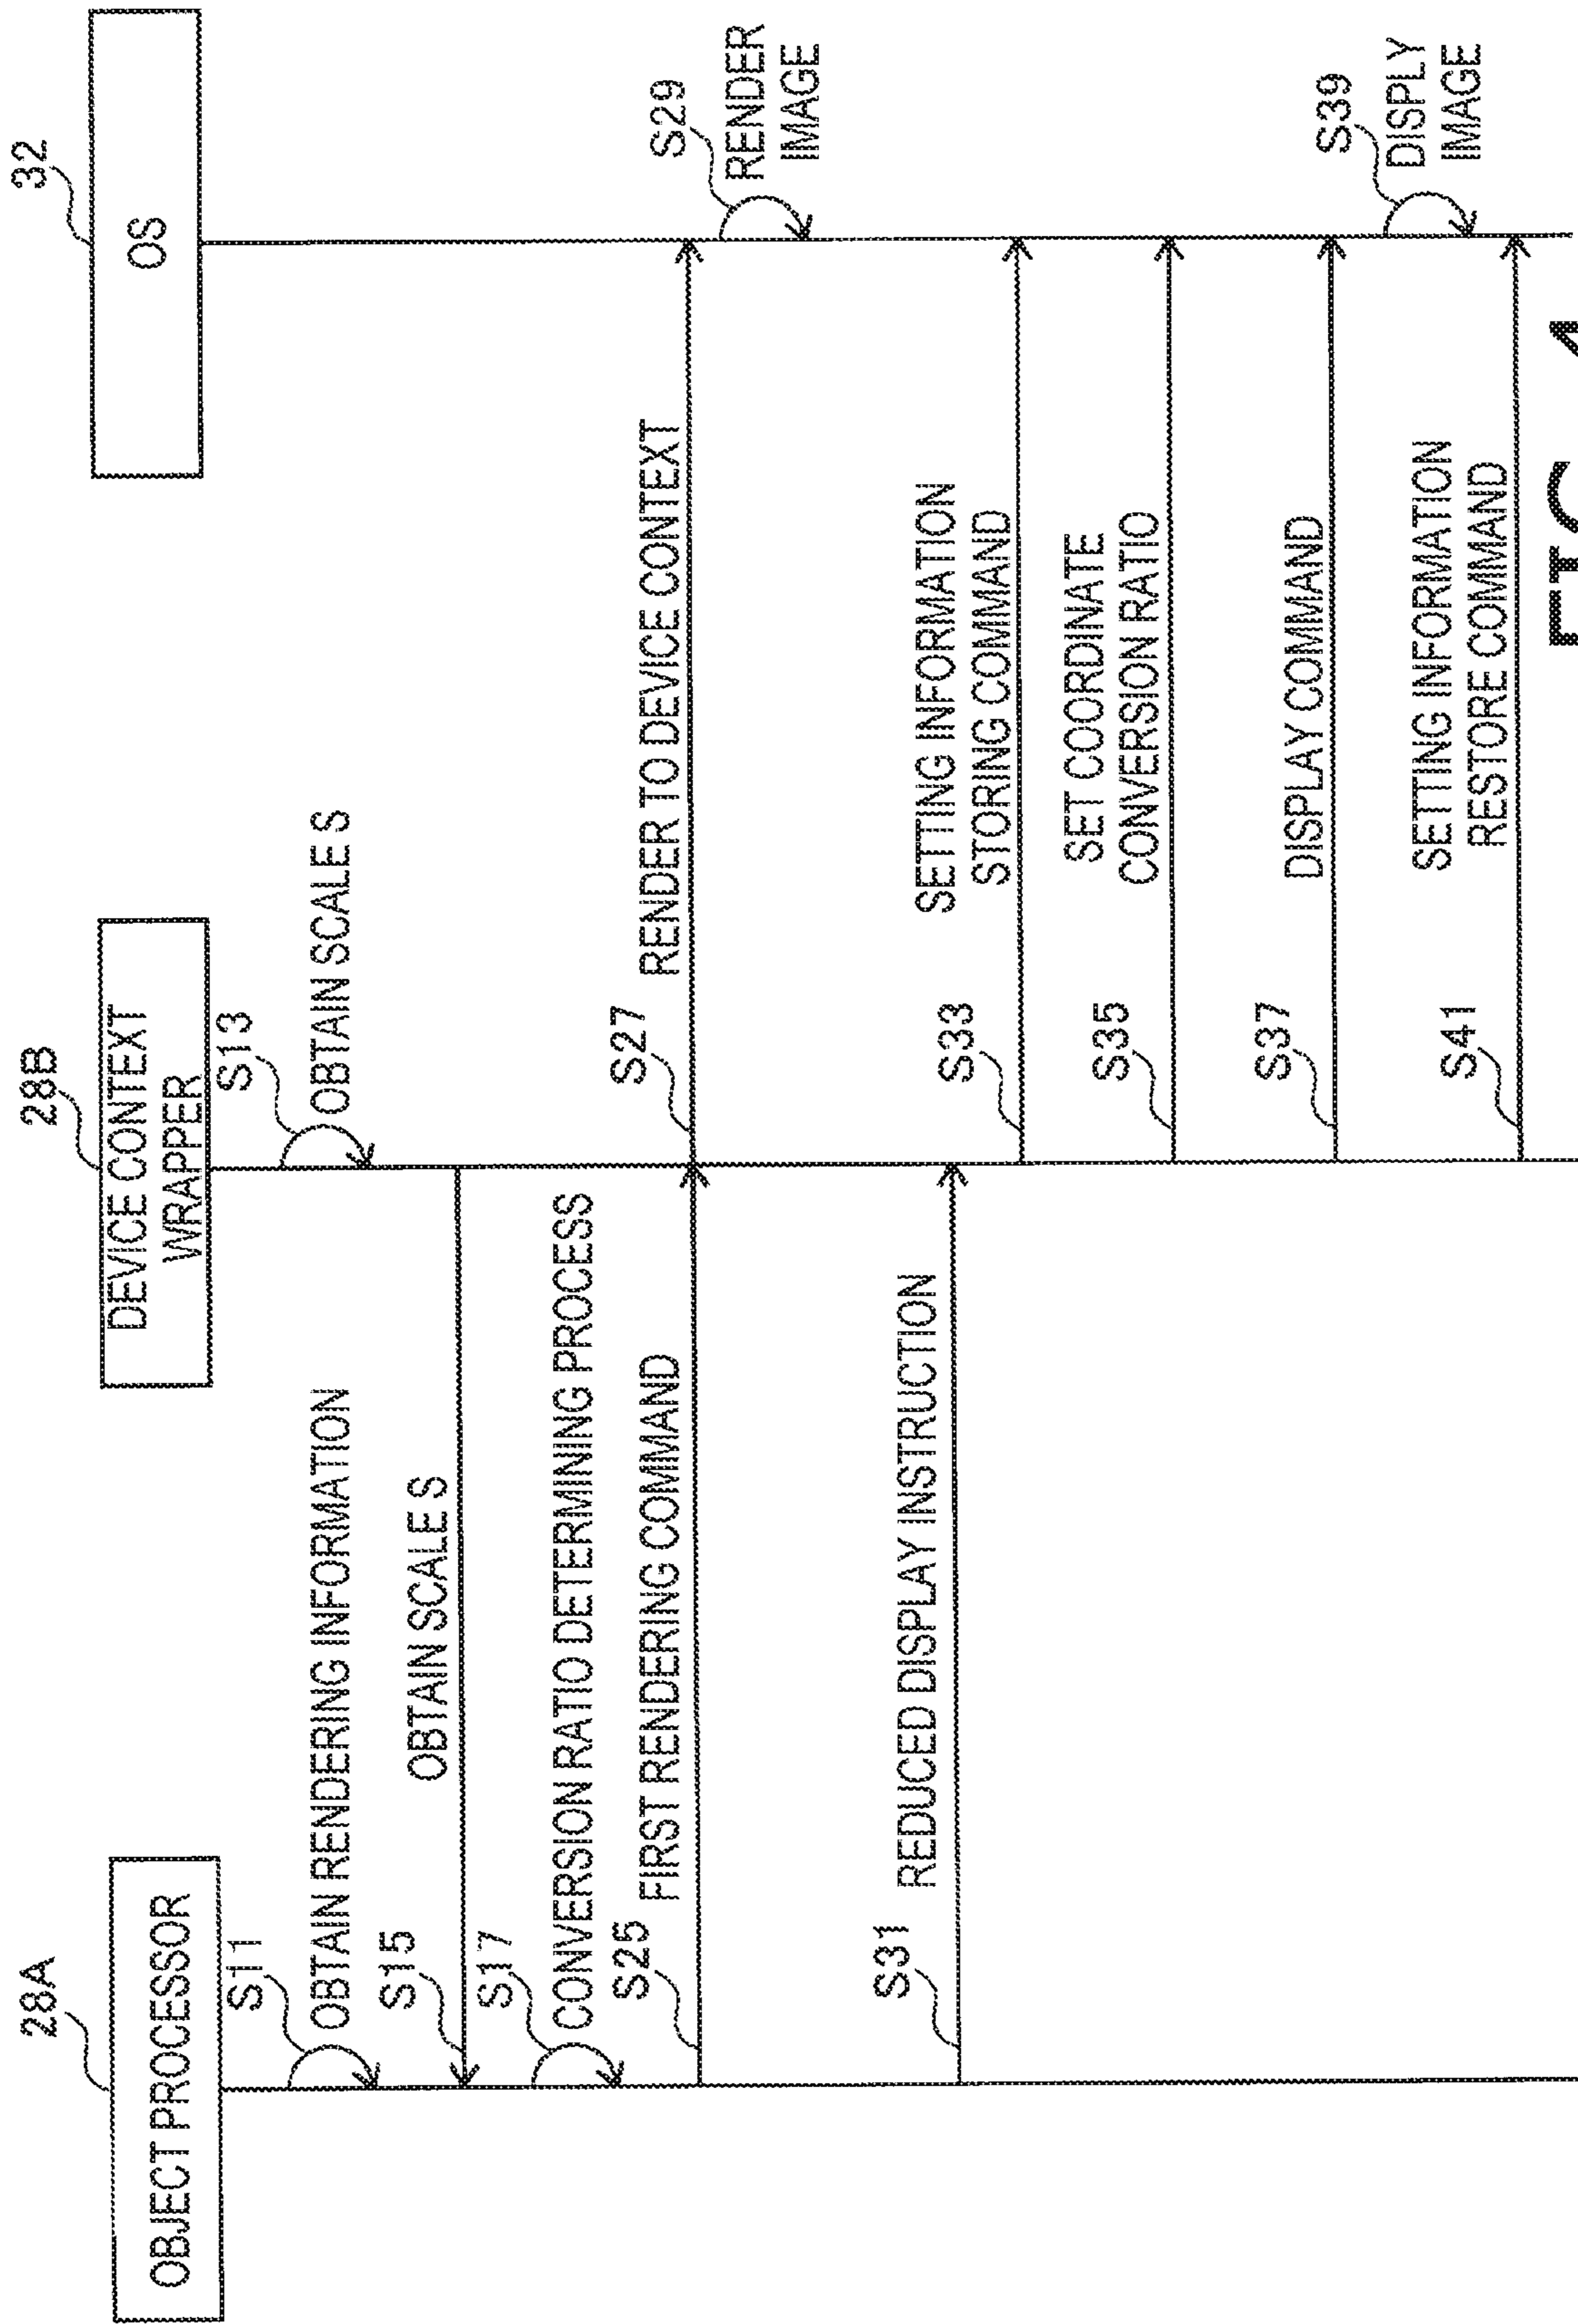 28A
OBJECT PROCESSOR
28B
DEVICE CONTEXT
WRAPPER
32
OS
S11
OBTAIN RENDERING INFORMATION
S13
OBTAIN SCALE S
S15
OBTAIN SCALE S
S17
CONVERSION RATIO DETERMINING PROCESS
S25
FIRST RENDERING COMMAND
S27
RENDER TO DEVICE CONTEXT
S29
RENDER
IMAGE
S31
REDUCED DISPLAY INSTRUCTION
S33
SETTING INFORMATION
STORING COMMAND
S35
SET COORDINATE
CONVERSION RATIO
S37
DISPLAY COMMAND
S39
DISPLY
IMAGE
S41
SETTING INFORMATION
RESTORE COMMAND